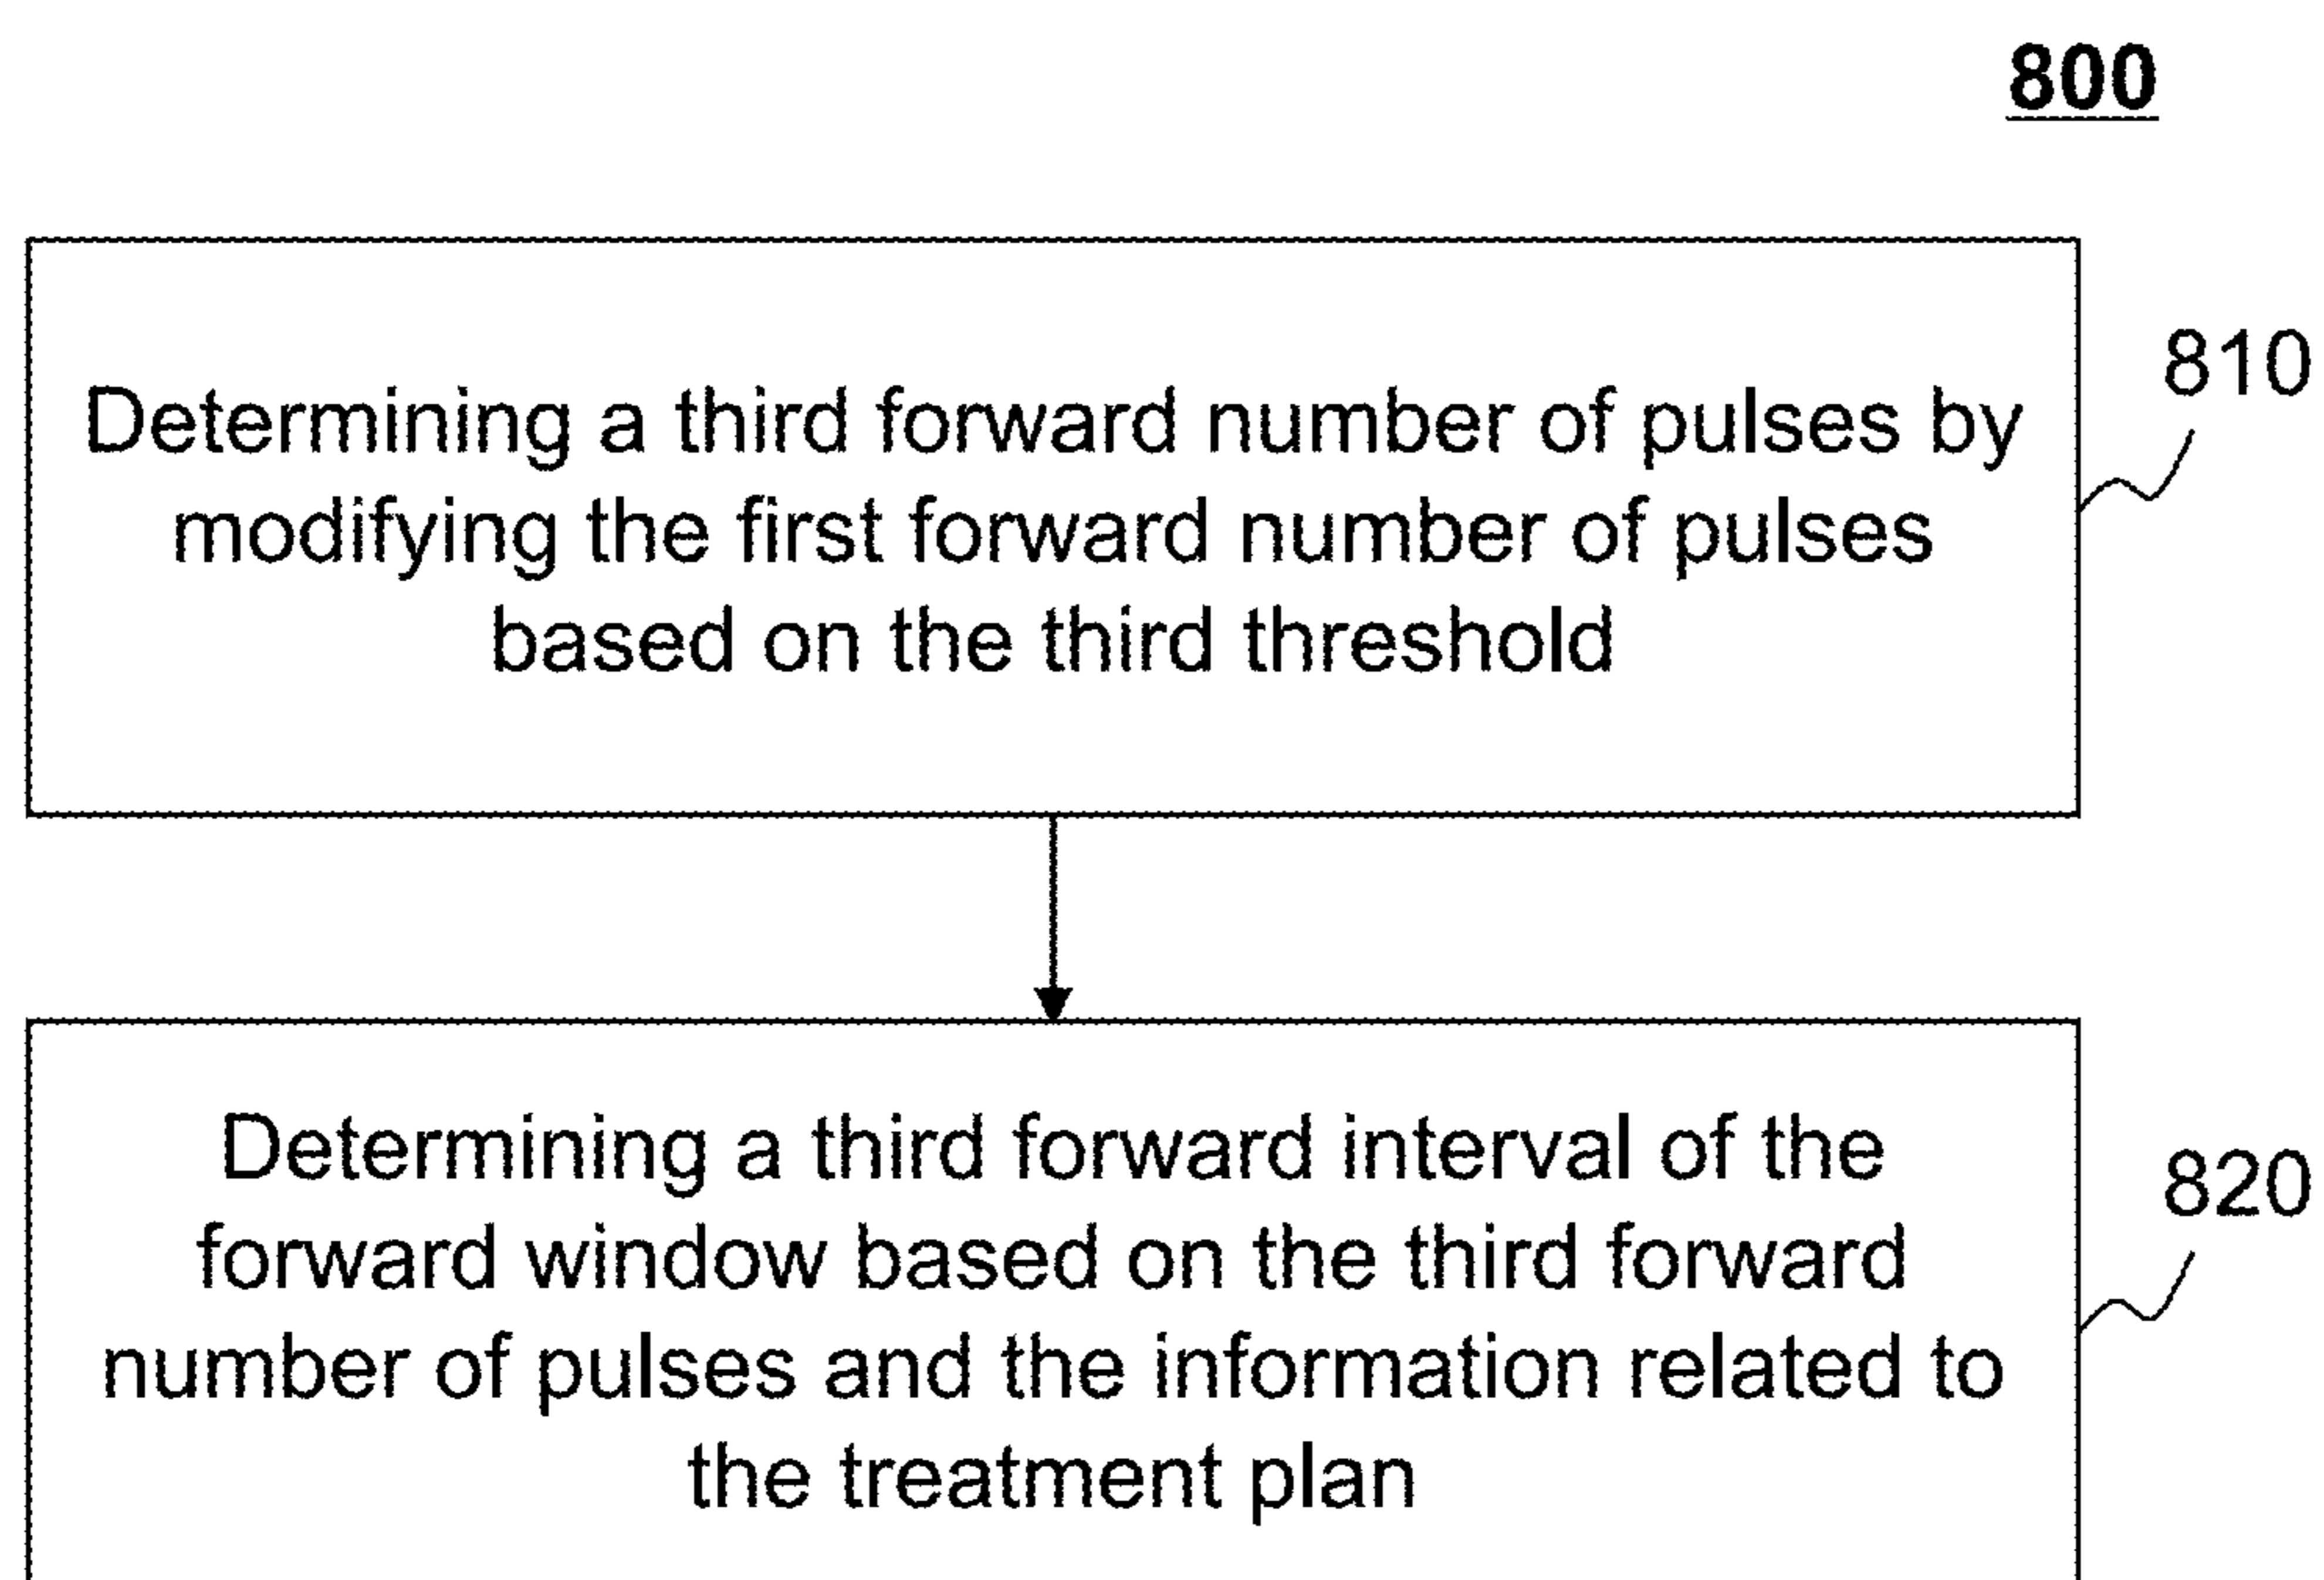 800
Determining a third forward number of pulses by
modifying the first forward number of pulses
based on the third threshold
810
Determining a third forward interval of the
forward window based on the third forward
number of pulses and the information related to
the treatment plan
820